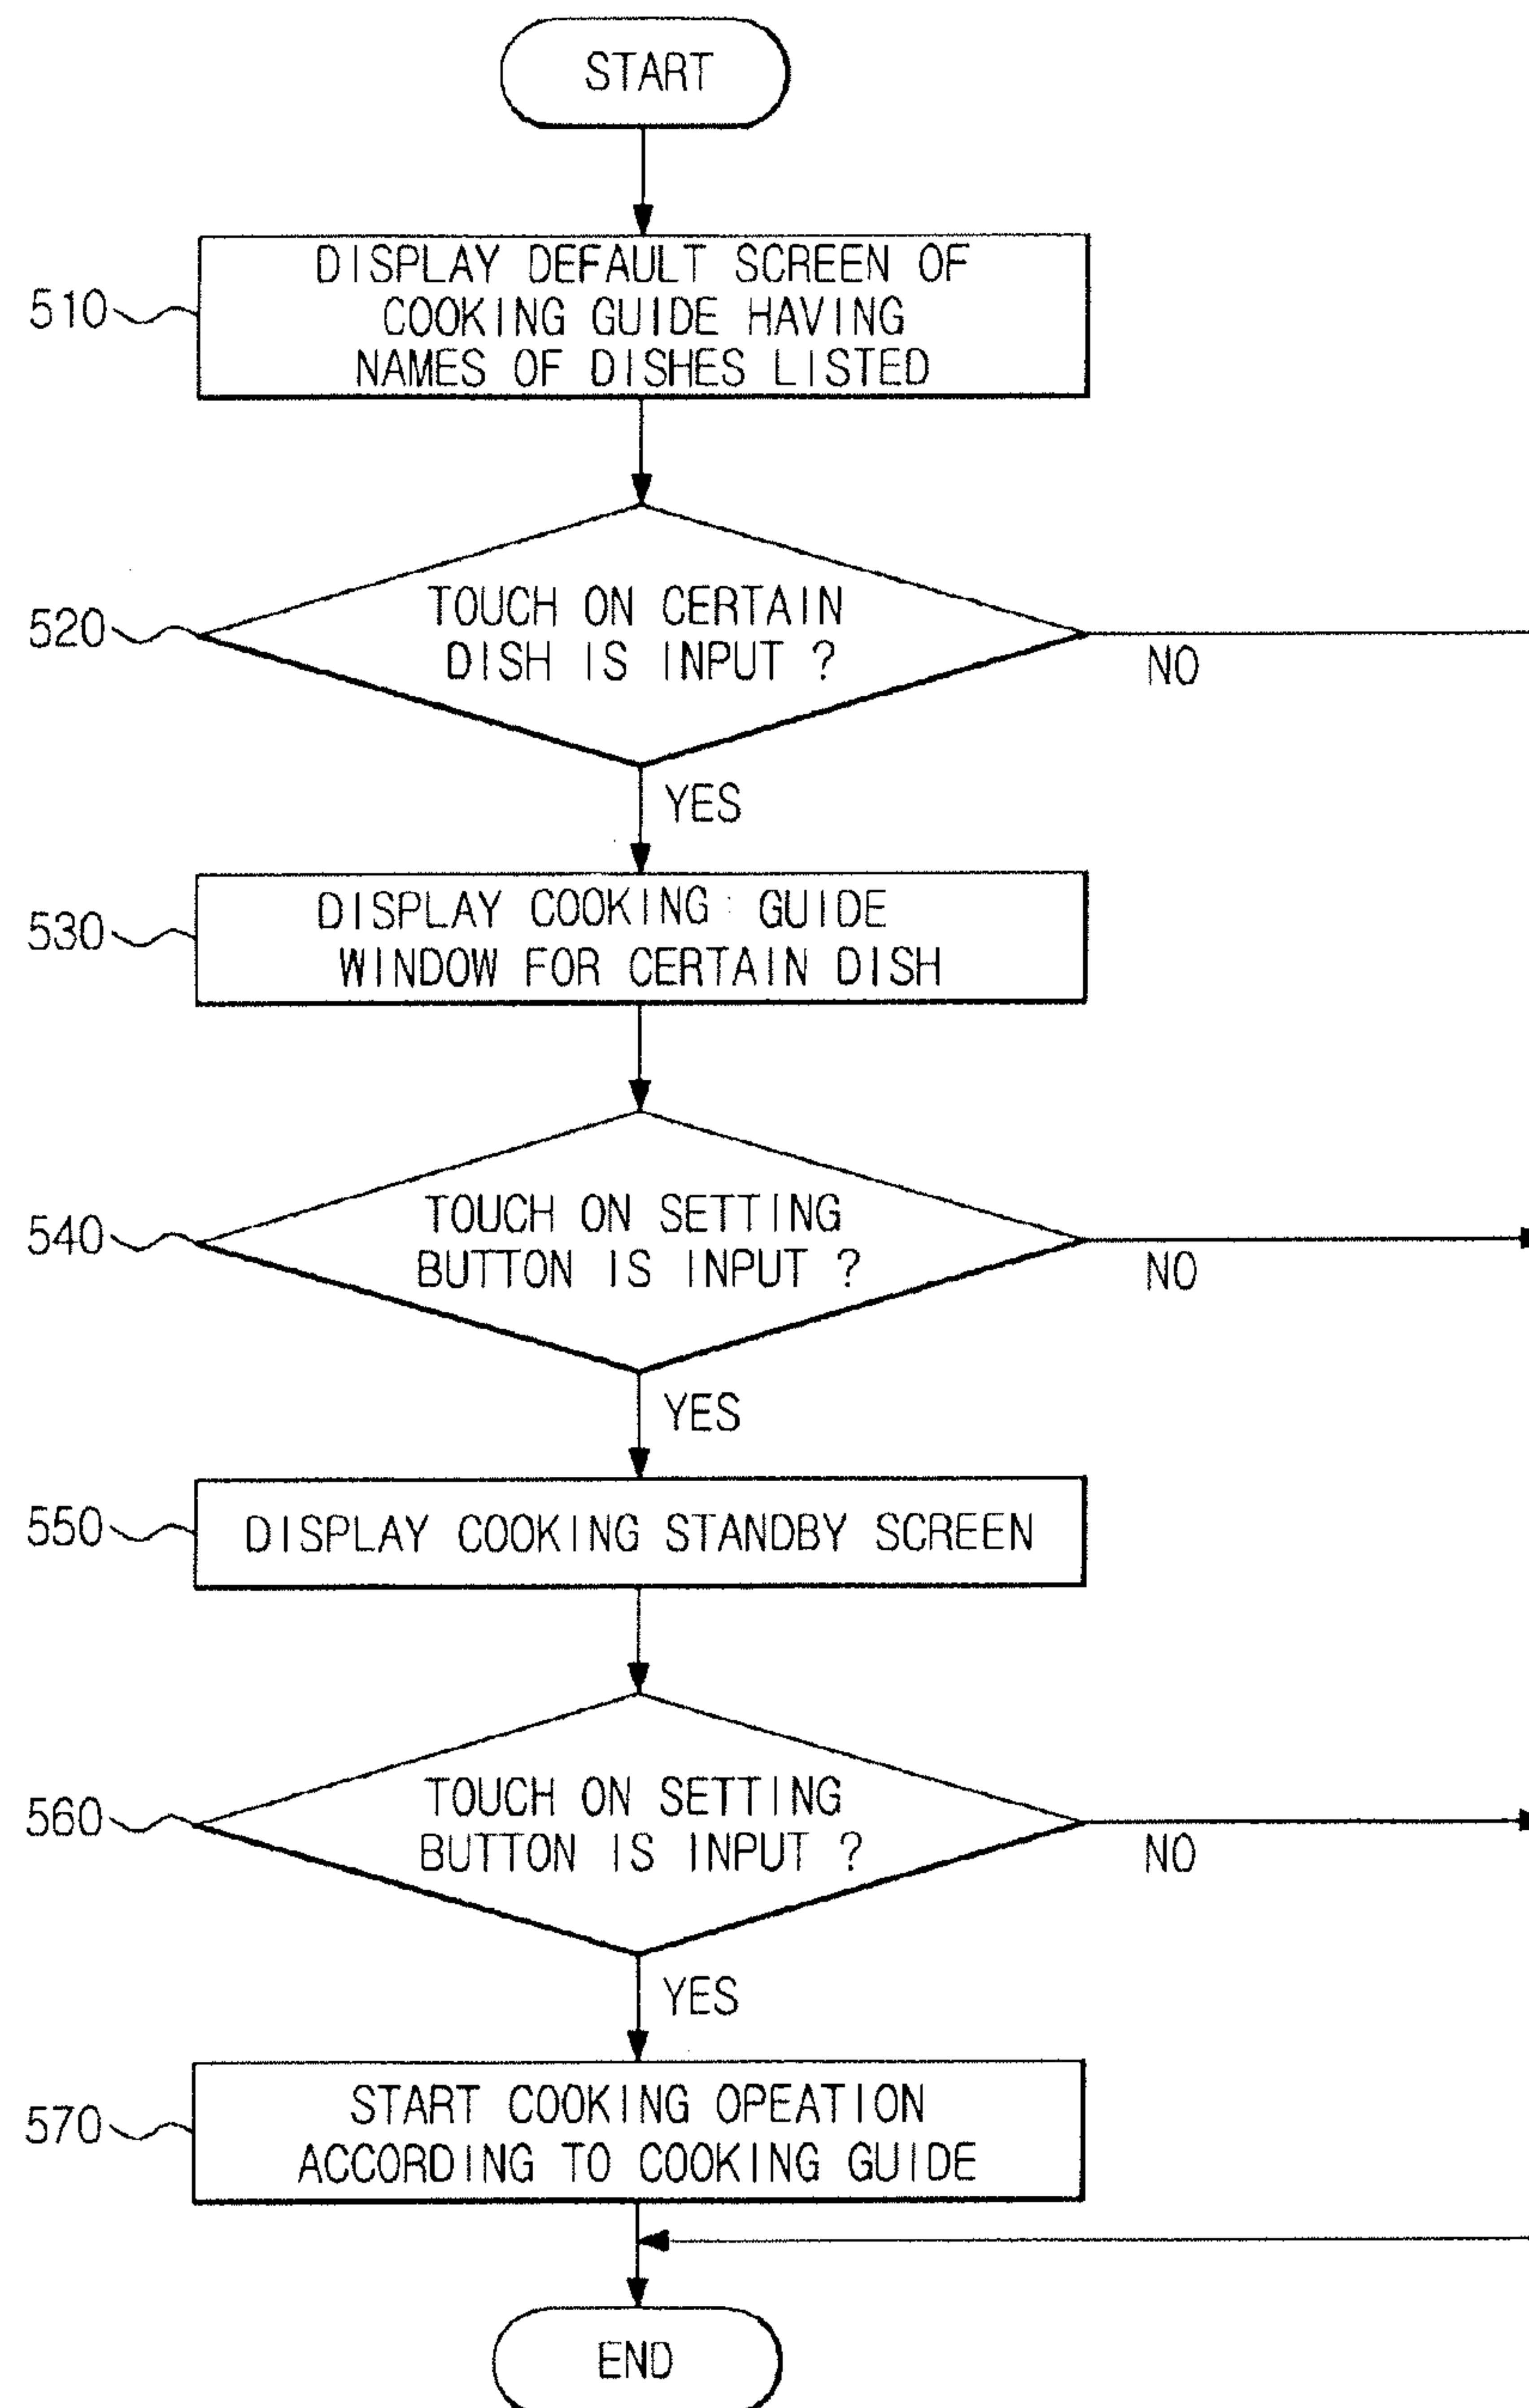 START
510
DISPLAY DEFAULT SCREEN OF
COOKING GUIDE HAVING
NAMES OF DISHES LISTED
520
TOUCH ON CERTAIN
DISH IS INPUT ?
NO
YES
530
DISPLAY COOKING GUIDE
WINDOW FOR CERTAIN DISH
540
TOUCH ON SETTING
BUTTON IS INPUT ?
NO
YES
550
DISPLAY COOKING STANDBY SCREEN
560
TOUCH ON SETTING
BUTTON IS INPUT ?
NO
YES
570
START COOKING OPEATION
ACCORDING TO COOKING GUIDE
END